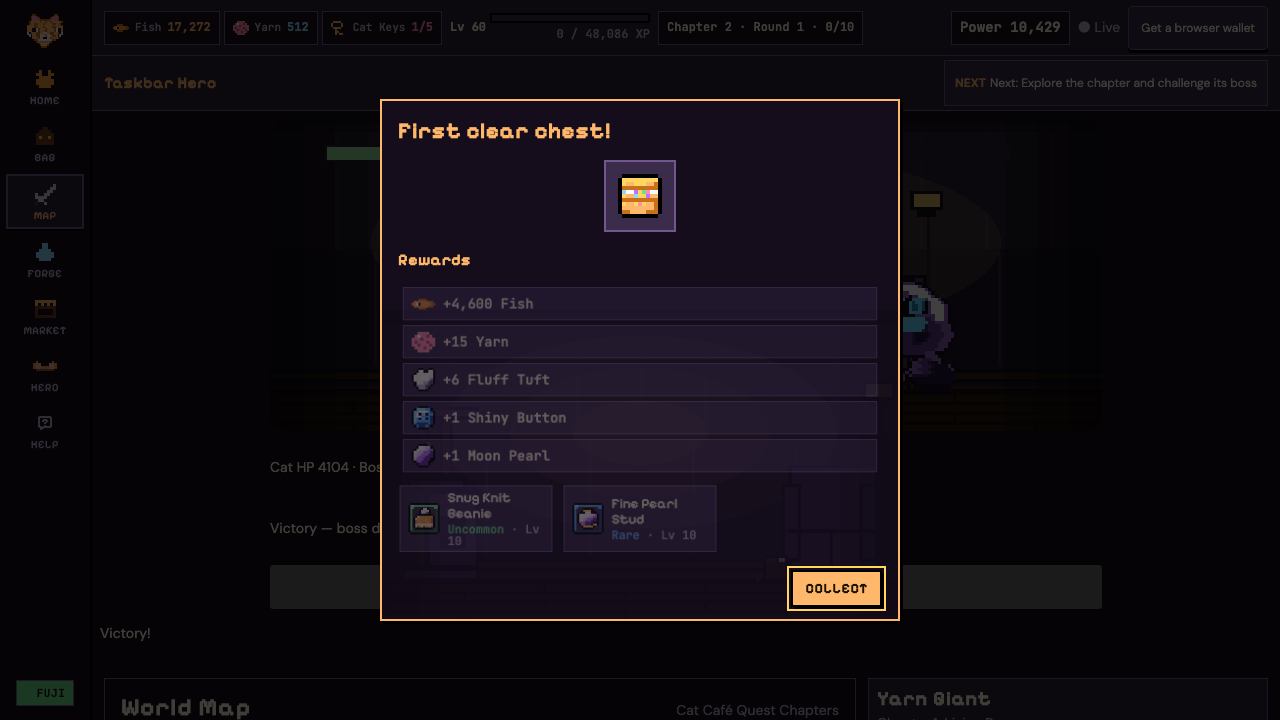 Fish 17,272
Yarn 512
Cat Keys 1/5
Lv 60
0 / 48,086 XP
Chapter 2 · Round 1 · 0/10
Power 10,429
Live
Get a browser wallet
HOME
BAG
MAP
FORGE
MARKET
HERO
HELP
FUJI
Taskbar Hero
NEXT Next: Explore the chapter and challenge its boss
First clear chest!
Rewards
+4,600 Fish
+15 Yarn
+6 Fluff Tuft
+1 Shiny Button
+1 Moon Pearl
Snug Knit
Beanie
Uncommon · Lv
10
Fine Pearl
Stud
Rare · Lv 10
COLLECT
Cat HP 4104 ·
Victory — boss
Victory!
World Map
Cat Café Quest Chapters
Yarn Giant